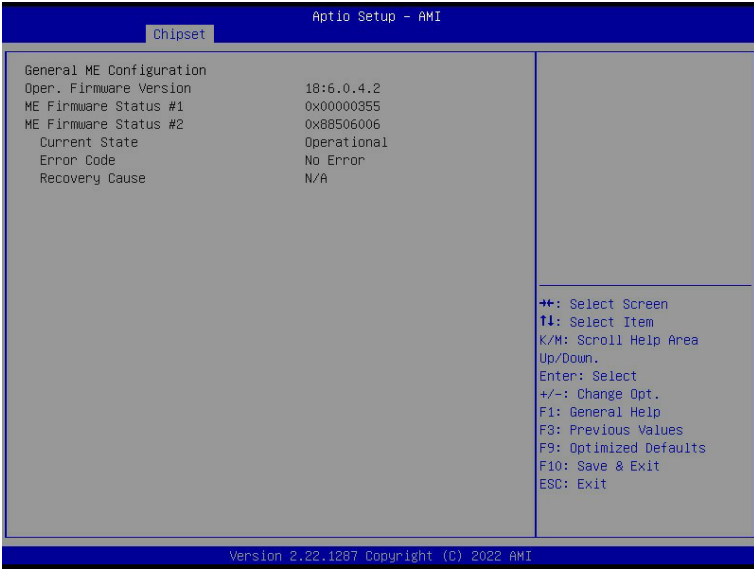 Aptio Setup – AMI
Chipset
General ME Configuration
Oper. Firmware Version 18:6.0.4.2
ME Firmware Status #1 0x00000355
ME Firmware Status #2 0x88506006
Current State Operational
Error Code No Error
Recovery Cause N/A
→←: Select Screen
↑↓: Select Item
K/M: Scroll Help Area
Up/Down.
Enter: Select
+/-: Change Opt.
F1: General Help
F3: Previous Values
F9: Optimized Defaults
F10: Save & Exit
ESC: Exit
Version 2.22.1287 Copyright (C) 2022 AMI